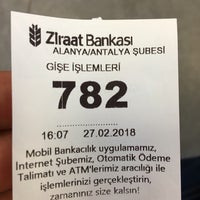 Ziraat Bankası
ALANYA/ANTALYA ŞUBESİ
GİŞE İŞLEMLERİ
782
16:07 27.02.2018
Mobil Bankacılık uygulamamız,
İnternet Şubemiz, Otomatik Ödeme
Talimatı ve ATM'lerimiz aracılığı ile
işlemlerinizi gerçekleştirin,
zamanınız size kalsın!